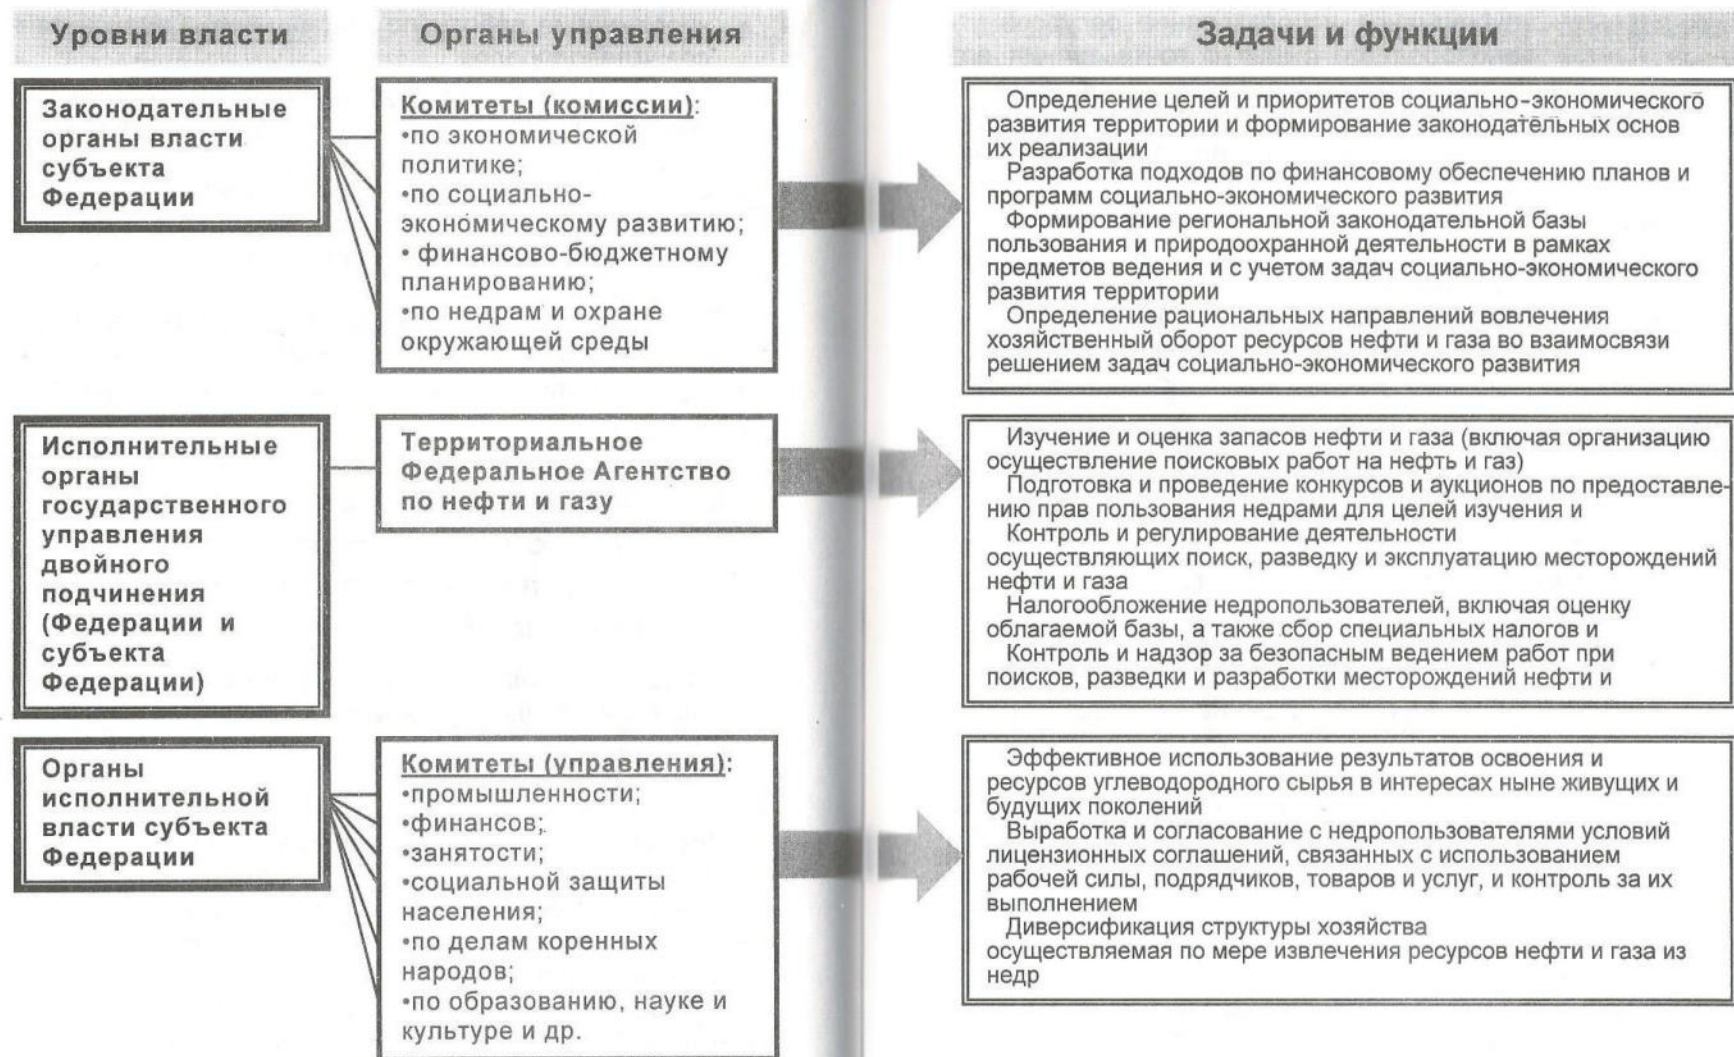 Уровни власти
Органы управления
Задачи и функции
Законодательные
органы власти
субъекта
Федерации
Комитеты (комиссии):
•по экономической
политике;
•по социально-
экономическому развитию;
• финансово-бюджетному
планированию;
•по недрам и охране
окружающей среды
Определение целей и приоритетов социально-экономического
развития территории и формирование законодательных основ
их реализации
Разработка подходов по финансовому обеспечению планов и
программ социально-экономического развития
Формирование региональной законодательной базы
пользования и природоохранной деятельности в рамках
предметов ведения и с учетом задач социально-экономического
развития территории
Определение рациональных направлений вовлечения
хозяйственный оборот ресурсов нефти и газа во взаимосвязи
решением задач социально-экономического развития
Исполнительные
органы
государственного
управления
двойного
подчинения
(Федерации и
субъекта
Федерации)
Территориальное
Федеральное Агентство
по нефти и газу
Изучение и оценка запасов нефти и газа (включая организацию
осуществление поисковых работ на нефть и газ)
Подготовка и проведение конкурсов и аукционов по предоставле-
нию прав пользования недрами для целей изучения и
Контроль и регулирование деятельности
осуществляющих поиск, разведку и эксплуатацию месторождений
нефти и газа
Налогообложение недропользователей, включая оценку
облагаемой базы, а также сбор специальных налогов и
Контроль и надзор за безопасным ведением работ при
поисков, разведки и разработки месторождений нефти и
Органы
исполнительной
власти субъекта
Федерации
Комитеты (управления):
•промышленности;
•финансов;
•занятости;
•социальной защиты
населения;
•по делам коренных
народов;
•по образованию, науке и
культуре и др.
Эффективное использование результатов освоения и
ресурсов углеводородного сырья в интересах ныне живущих и
будущих поколений
Выработка и согласование с недропользователями условий
лицензионных соглашений, связанных с использованием
рабочей силы, подрядчиков, товаров и услуг, и контроль за их
выполнением
Диверсификация структуры хозяйства
осуществляемая по мере извлечения ресурсов нефти и газа из
недр